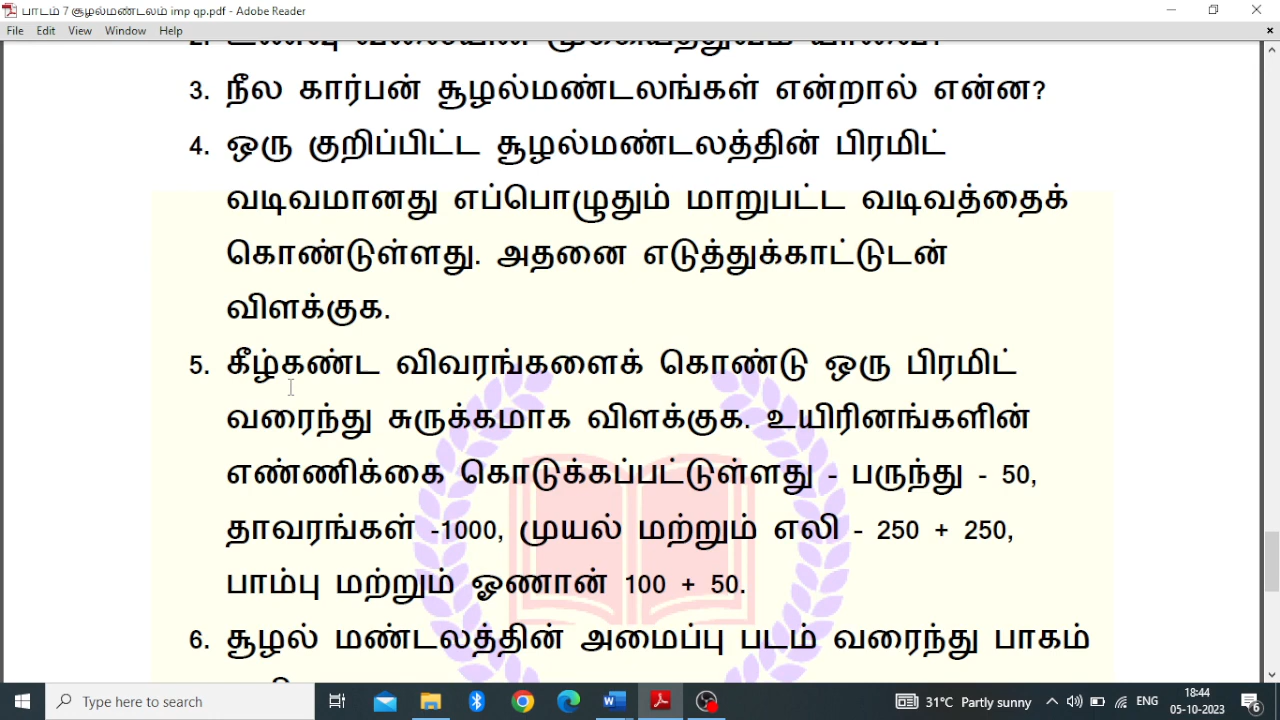 பாடம் 7 சூழல்மண்டலம் imp qp.pdf - Adobe Reader
File Edit View Window Help
3. நீல கார்பன் சூழல்மண்டலங்கள் என்றால் என்ன?
4. ஒரு குறிப்பிட்ட சூழல்மண்டலத்தின் பிரமிட்
வடிவமானது எப்பொழுதும் மாறுபட்ட வடிவத்தைக்
கொண்டுள்ளது. அதனை எடுத்துக்காட்டுடன்
விளக்குக.
5. கீழ்கண்ட விவரங்களைக் கொண்டு ஒரு பிரமிட்
வரைந்து சுருக்கமாக விளக்குக. உயிரினங்களின்
எண்ணிக்கை கொடுக்கப்பட்டுள்ளது - பருந்து - 50,
தாவரங்கள் -1000, முயல் மற்றும் எலி - 250 + 250,
பாம்பு மற்றும் ஓணான் 100 + 50.
6. சூழல் மண்டலத்தின் அமைப்பு படம் வரைந்து பாகம்
Type here to search
31°C Partly sunny
ENG
18:44
05-10-2023
6